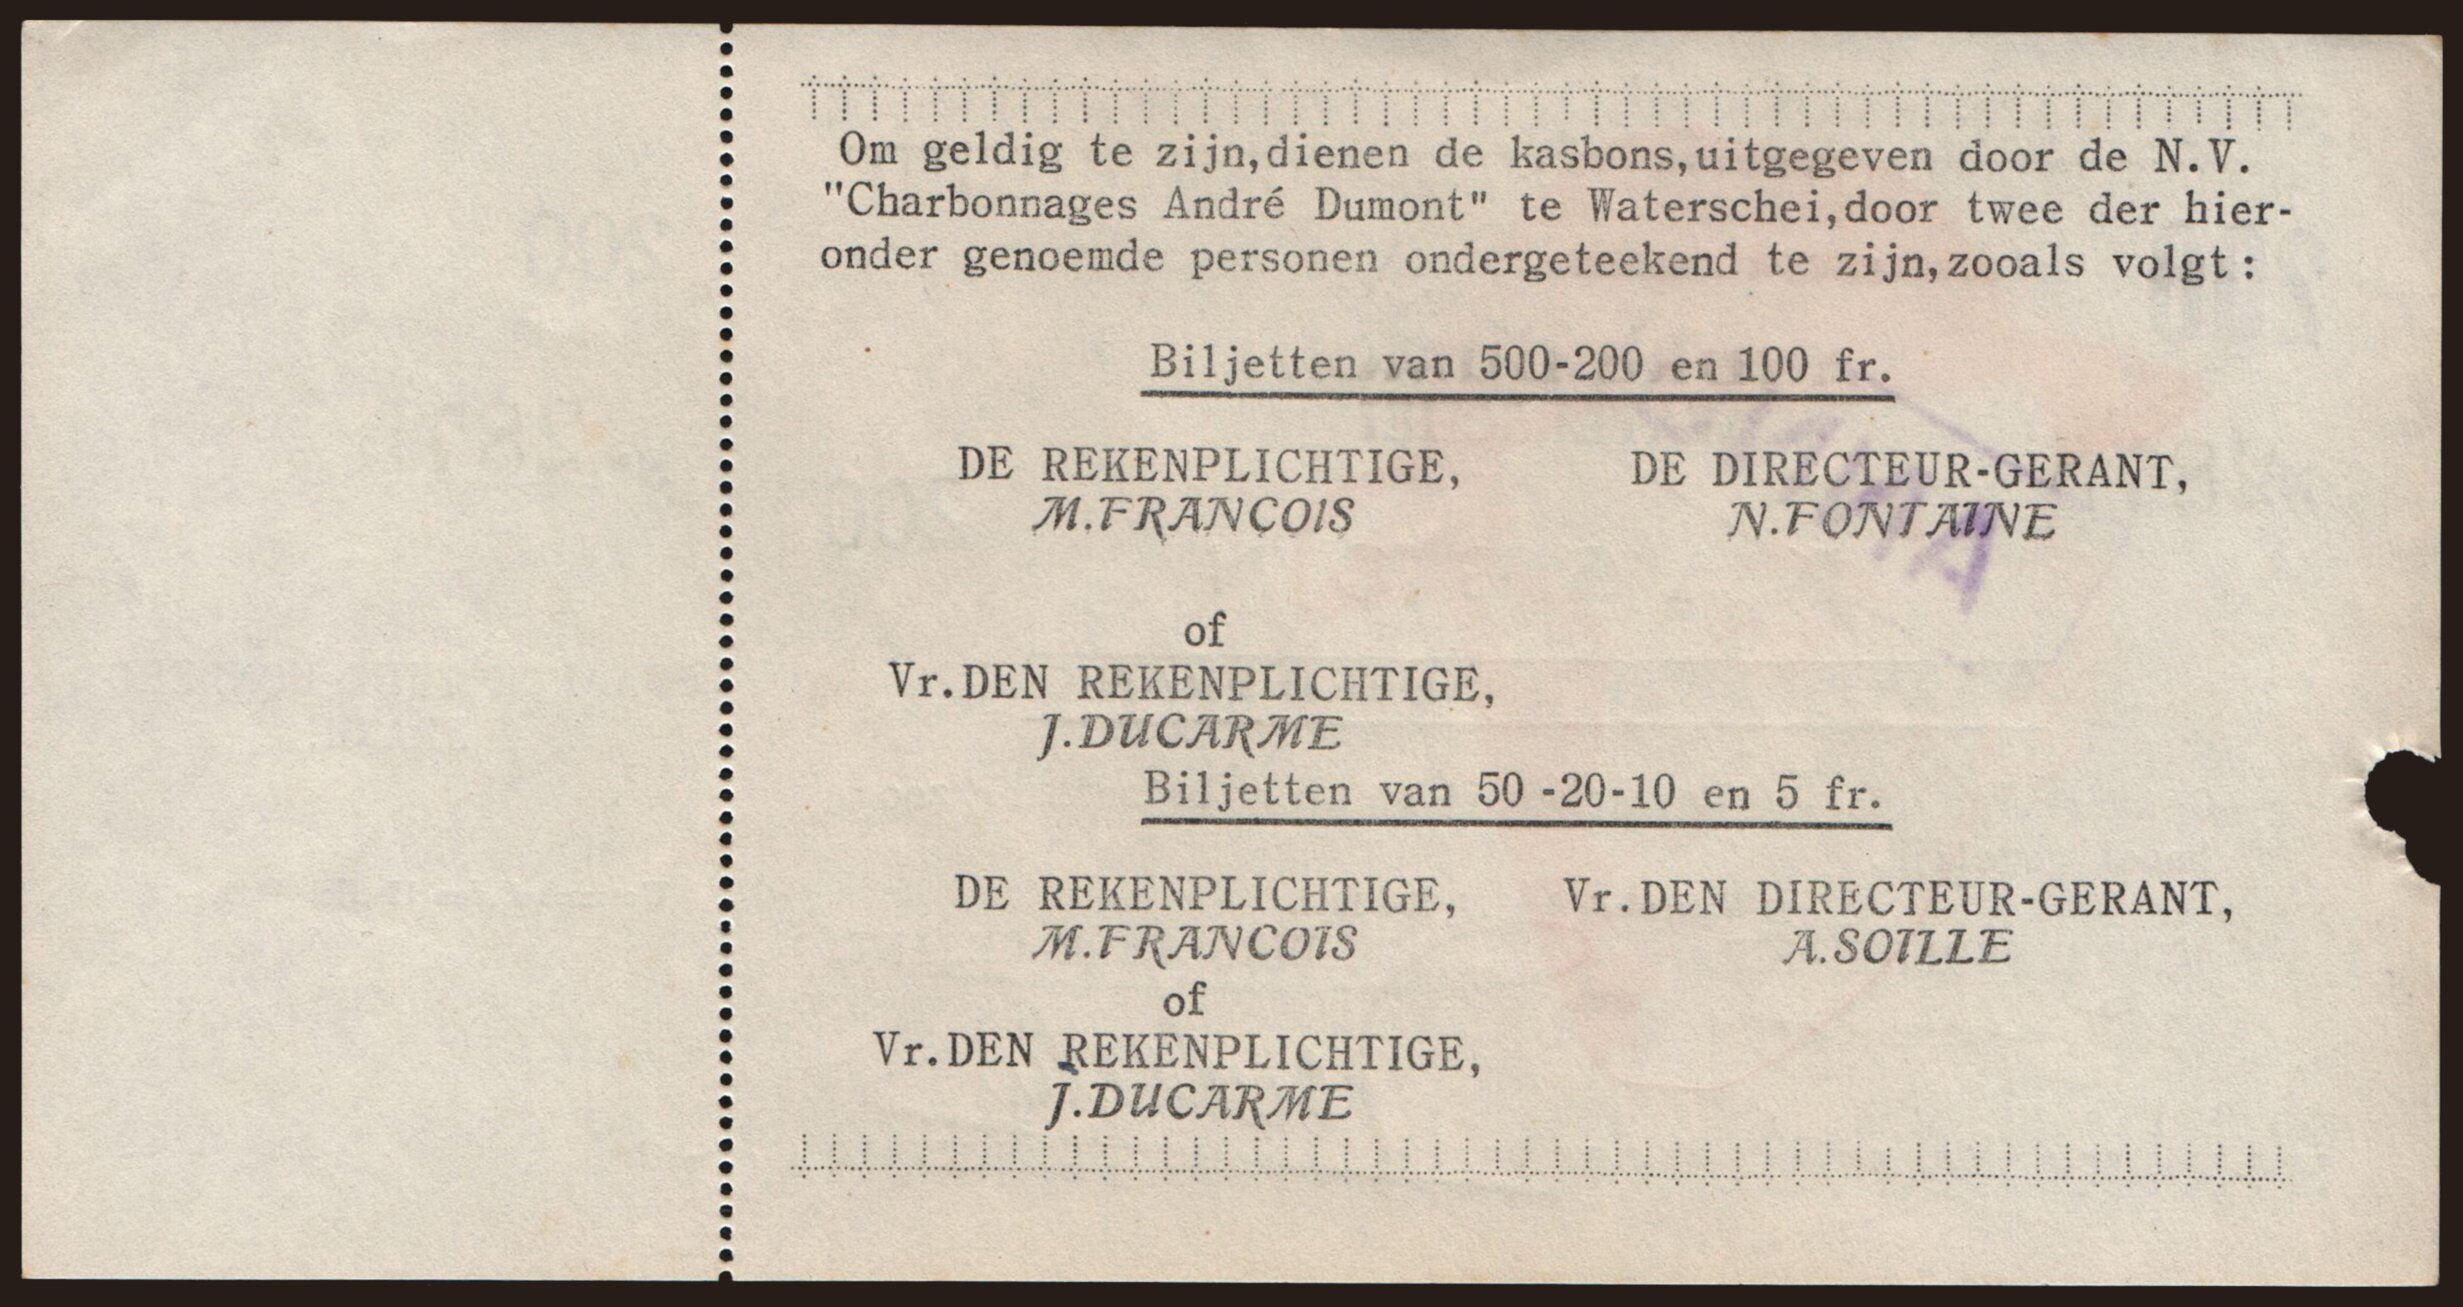 Om geldig te zijn,dienen de kasbons,uitgegeven door de N.V.
"Charbonnages André Dumont" te Waterschei,door twee der hier-
onder genoemde personen ondergeteekend te zijn,zooals volgt:
Biljetten van 500-200 en 100 fr.
DE REKENPLICHTIGE, DE DIRECTEUR-GERANT,
M.FRANCOIS N.FONTAINE
of
Vr.DEN REKENPLICHTIGE,
J.DUCARME
Biljetten van 50 -20-10 en 5 fr.
DE REKENPLICHTIGE, Vr.DEN DIRECTEUR-GERANT,
M.FRANCOIS A.SOILLE
of
Vr.DEN REKENPLICHTIGE,
J.DUCARME